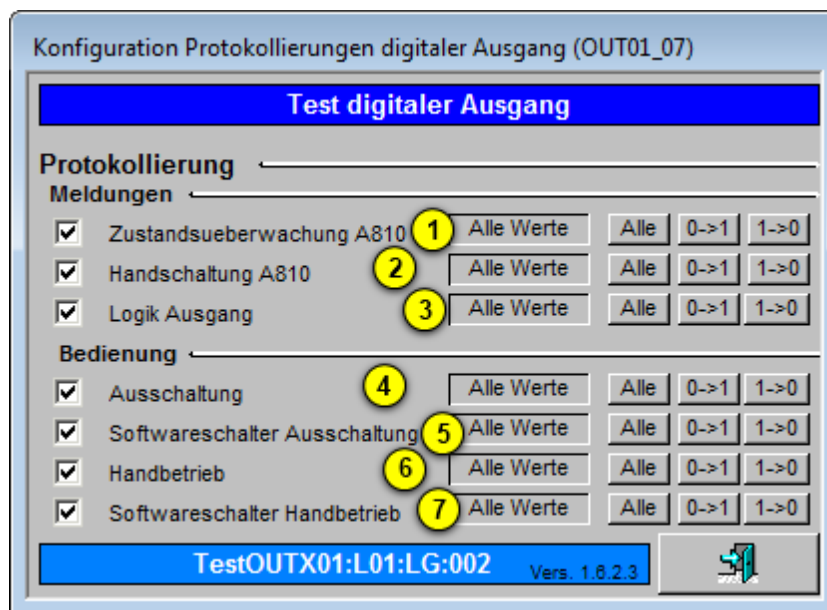 Konfiguration Protokollierungen digitaler Ausgang (OUT01_07)
Test digitaler Ausgang
Protokollierung
Meldungen
Zustandsueberwachung A810 1 Alle Werte Alle 0->1 1->0
Handschaltung A810 2 Alle Werte Alle 0->1 1->0
Logik Ausgang 3 Alle Werte Alle 0->1 1->0
Bedienung
Ausschaltung 4 Alle Werte Alle 0->1 1->0
Softwareschalter Ausschaltung 5 Alle Werte Alle 0->1 1->0
Handbetrieb 6 Alle Werte Alle 0->1 1->0
Softwareschalter Handbetrieb 7 Alle Werte Alle 0->1 1->0
TestOUTX01:L01:LG:002 Vers. 1.6.2.3